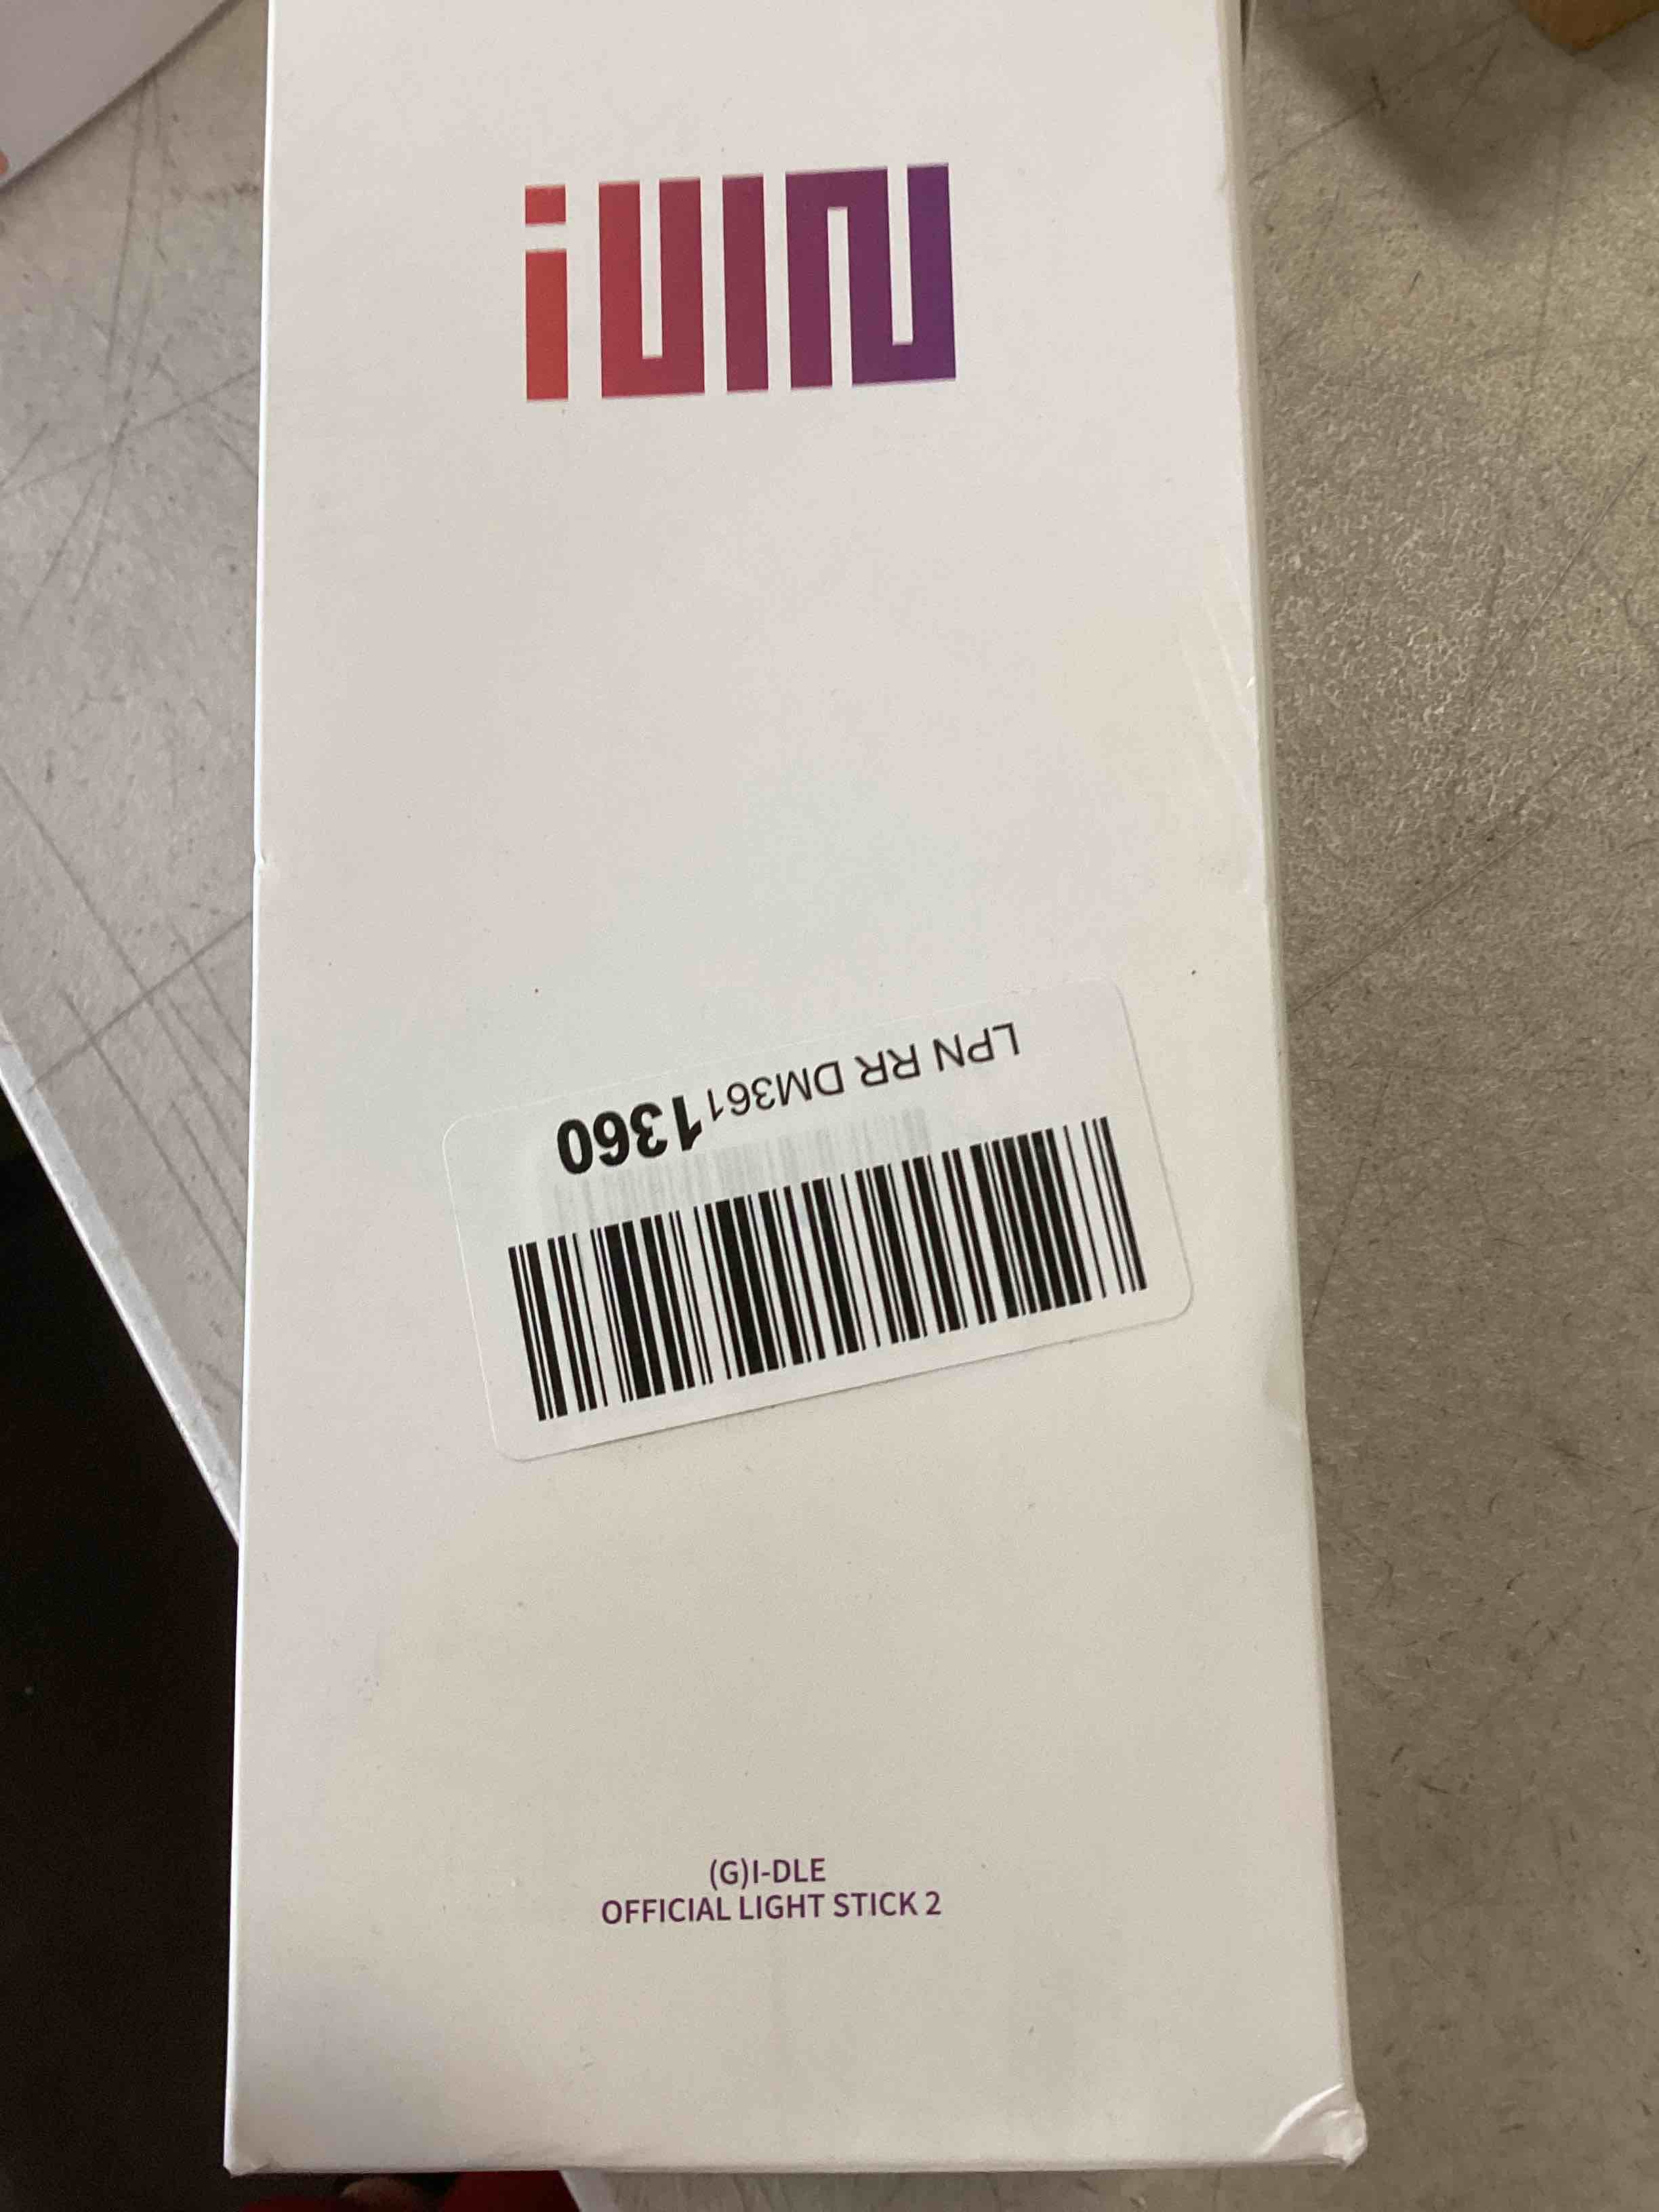 LPN RR DM3611360
(G)I-DLE
OFFICIAL LIGHT STICK 2